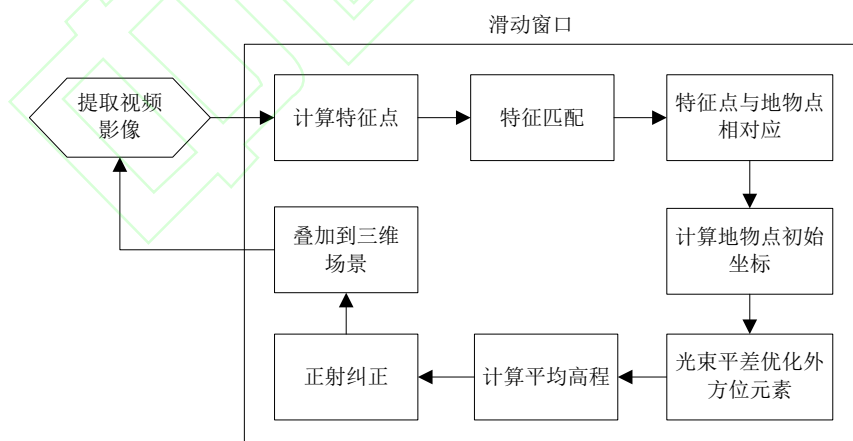 滑动窗口
提取视频
影像
计算特征点
特征匹配
特征点与地物点
相对应
叠加到三维
场景
计算地物点初始
坐标
正射纠正
计算平均高程
光束平差优化外
方位元素